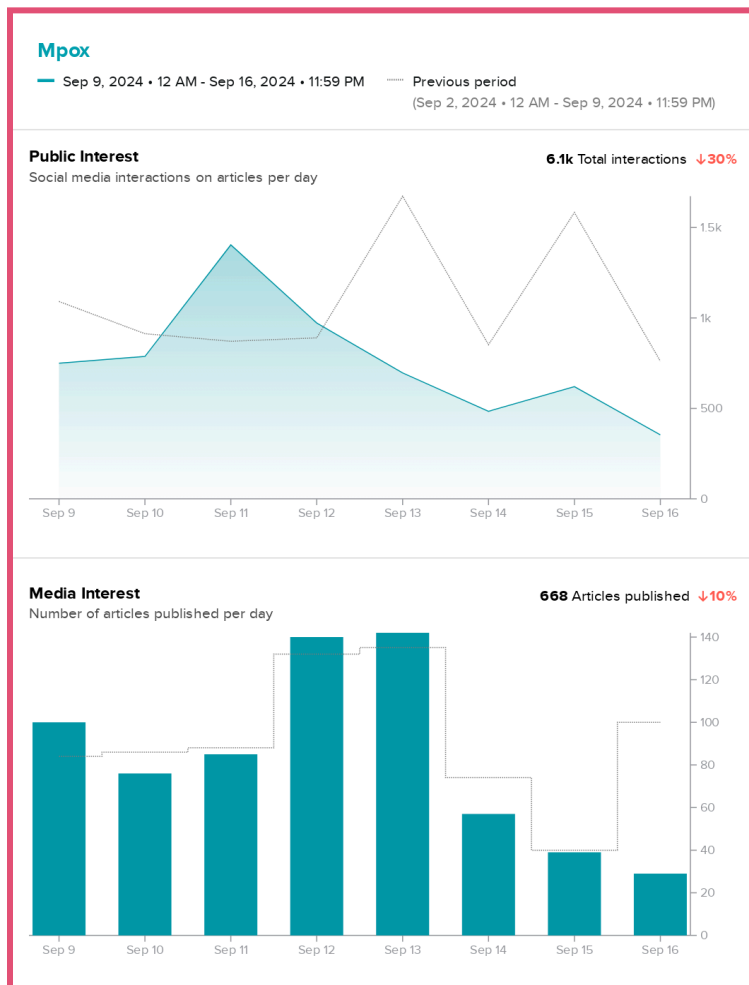 Mpox
Sep 9, 2024 • 12 AM - Sep 16, 2024 • 11:59 PM
Previous period
(Sep 2, 2024 • 12 AM - Sep 9, 2024 • 11:59 PM)
Public Interest
6.1k Total interactions ↓30%
Social media interactions on articles per day
1.5k
1k
500
0
Sep 9 Sep 10 Sep 11 Sep 12 Sep 13 Sep 14 Sep 15 Sep 16
Media Interest
668 Articles published ↓10%
Number of articles published per day
140
120
100
80
60
40
20
0
Sep 9 Sep 10 Sep 11 Sep 12 Sep 13 Sep 14 Sep 15 Sep 16